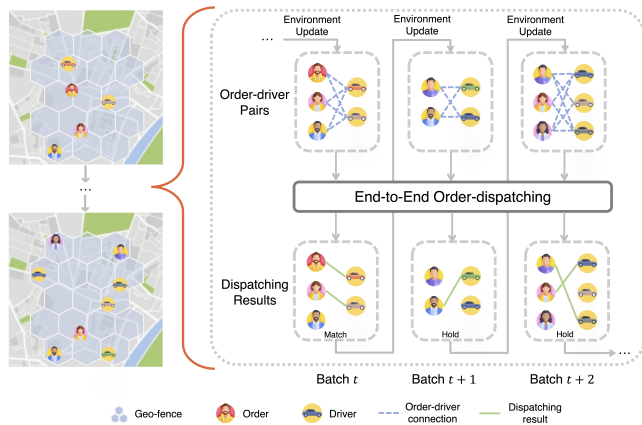 Environment
Update
Environment
Update
Environment
Update
...
Order-driver
Pairs
...
End-to-End Order-dispatching
Dispatching
Results
Match
Hold
Hold
...
Batch t
Batch t + 1
Batch t + 2
Geo-fence
Order
Driver
Order-driver
connection
Dispatching
result